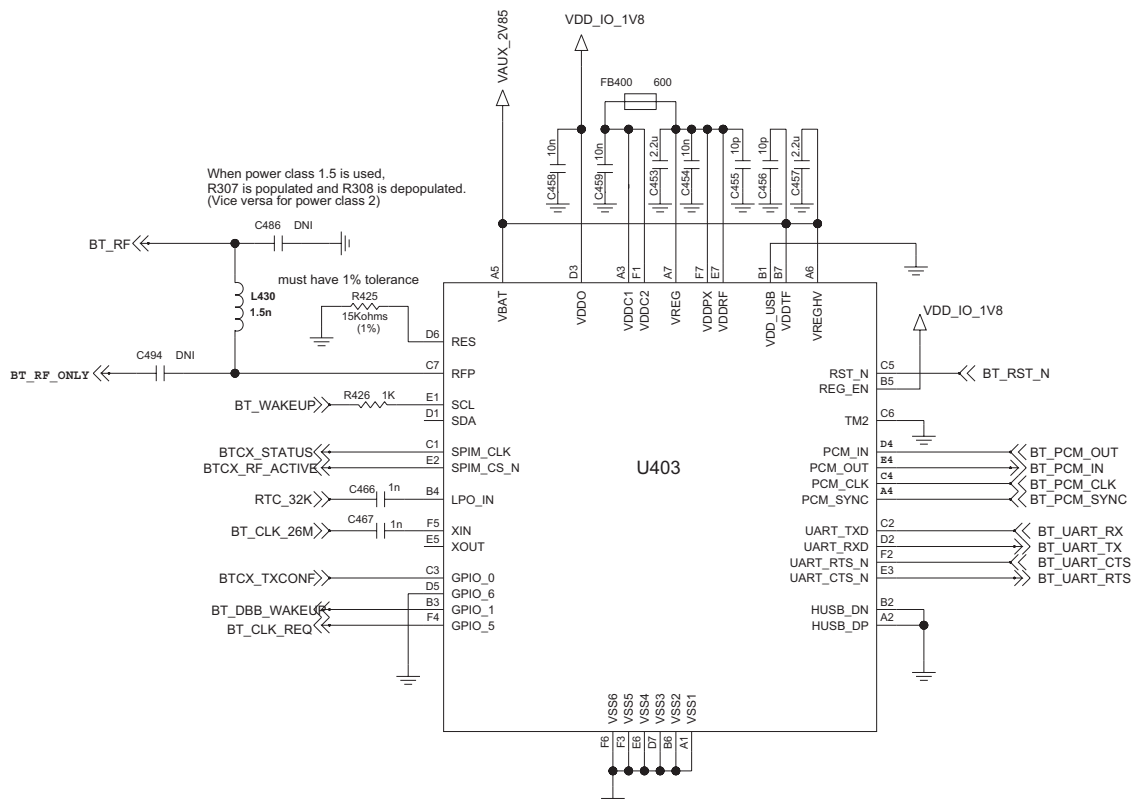 VAUX_2V85
VDD_IO_1V8
FB400 600
C458 10n
C459 10n
C453 2.2u
C454 10n
C455 10p
C456 10p
C457 2.2u
When power class 1.5 is used,
R307 is populated and R308 is depopulated.
(Vice versa for power class 2)
C486 DNI
BT_RF
L430
1.5n
must have 1% tolerance
R425
15Kohms
(1%)
C494 DNI
BT_RF_ONLY
A5 D3 A3 F1 A7 F7 E7 B1 B7 A6
VBAT
VDDO
VDDC1
VDDC2
VREG
VDDPX
VDDRF
VDD_USB
VDDTF
VREGHV
VDD_IO_1V8
D6 RES
C7 RFP
BT_WAKEUP R426 1K E1 SCL
D1 SDA
BTCX_STATUS C1 SPIM_CLK
BTCX_RF_ACTIVE E2 SPIM_CS_N
RTC_32K C466 1n B4 LPO_IN
BT_CLK_26M C467 1n F5 XIN
E5 XOUT
BTCX_TXCONF C3 GPIO_0
D5 GPIO_6
BT_DBB_WAKEUP B3 GPIO_1
BT_CLK_REQ F4 GPIO_5
U403
RST_N C5 BT_RST_N
REG_EN B5
TM2 C6
PCM_IN D4 BT_PCM_OUT
PCM_OUT E4 BT_PCM_IN
PCM_CLK C4 BT_PCM_CLK
PCM_SYNC A4 BT_PCM_SYNC
UART_TXD C2 BT_UART_RX
UART_RXD D2 BT_UART_TX
UART_RTS_N F2 BT_UART_CTS
UART_CTS_N E3 BT_UART_RTS
HUSB_DN B2
HUSB_DP A2
VSS6
VSS5
VSS4
VSS3
VSS2
VSS1
F6 F3 E6 D7 B6 A1